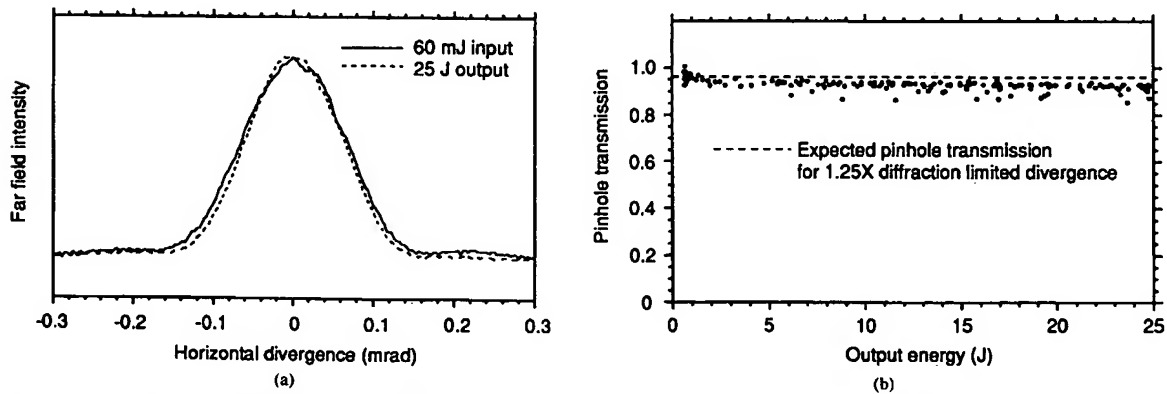 Far field intensity
60 mJ input
25 J output
-0.3 -0.2 -0.1 0 0.1 0.2 0.3
Horizontal divergence (mrad)
(a)
Pinhole transmission
1.0
0.8
0.6
0.4
0.2
0
Expected pinhole transmission
for 1.25X diffraction limited divergence
0 5 10 15 20 25
Output energy (J)
(b)